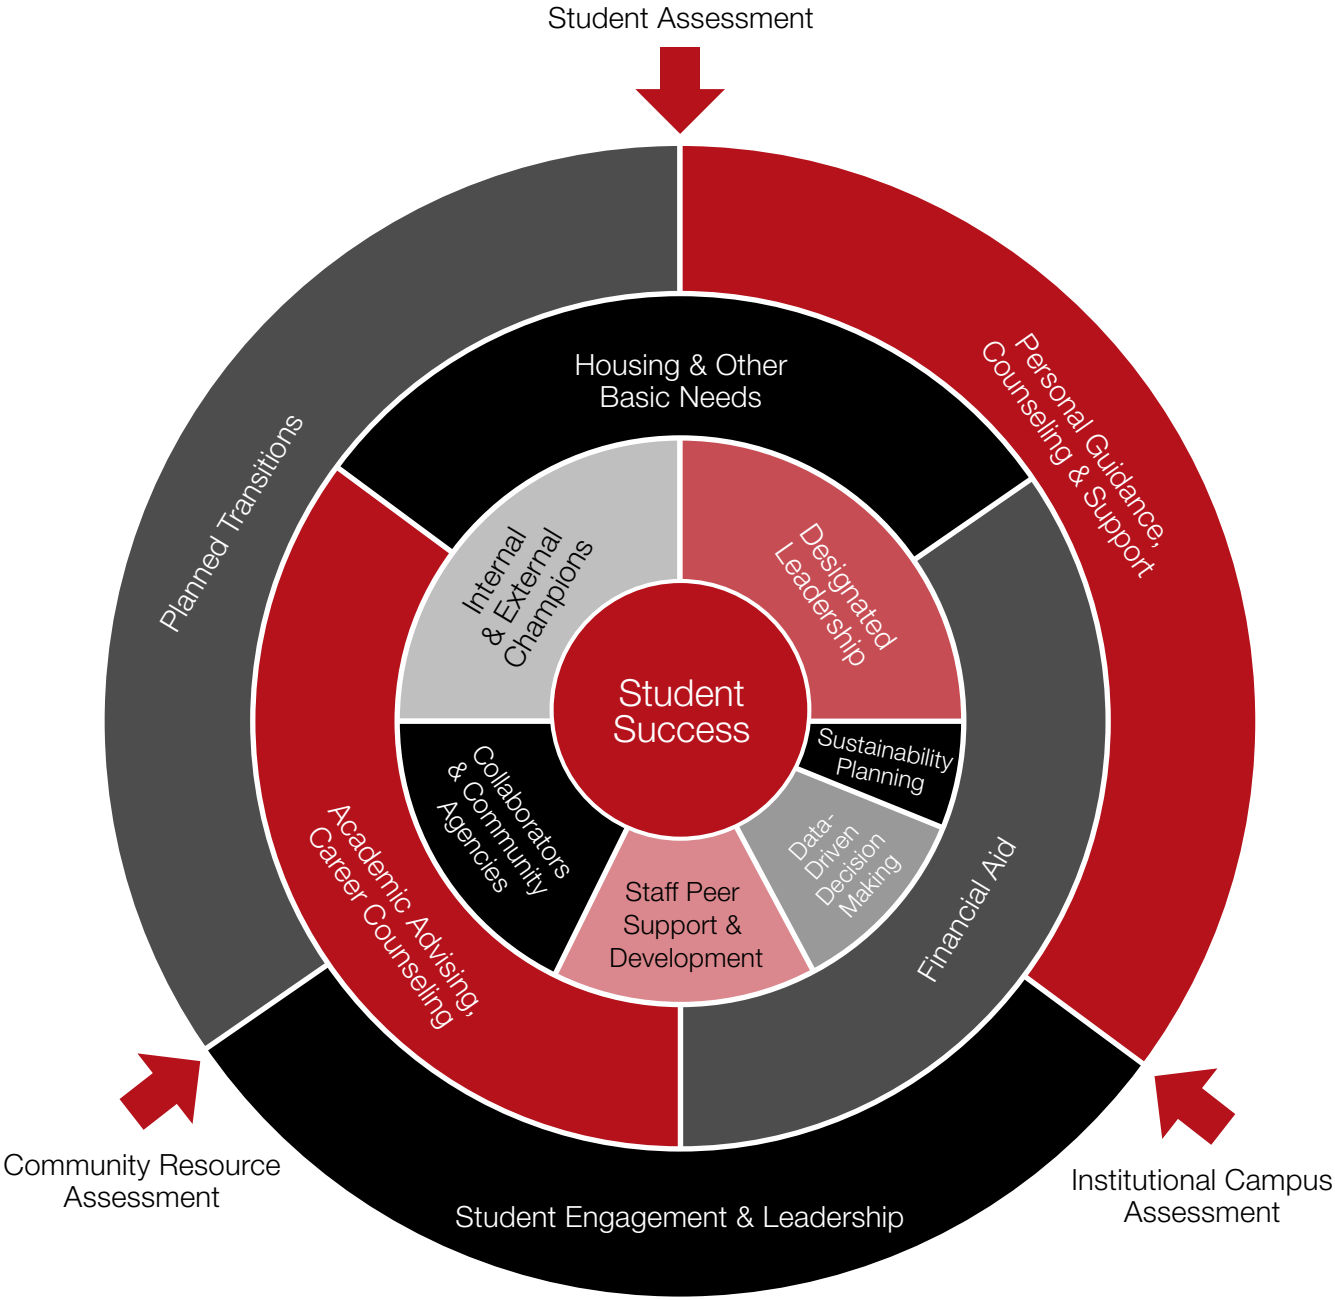 Student Assessment
Personal Guidance,
Counseling & Support
Planned Transitions
Housing & Other
Basic Needs
Internal
& External
Champions
Designated
Leadership
Student
Success
Sustainability
Planning
Collaborators
& Community
Agencies
Data-
Driven
Decision
Making
Staff Peer
Support &
Development
Academic Advising,
Career Counseling
Financial Aid
Community Resource
Assessment
Institutional Campus
Assessment
Student Engagement & Leadership